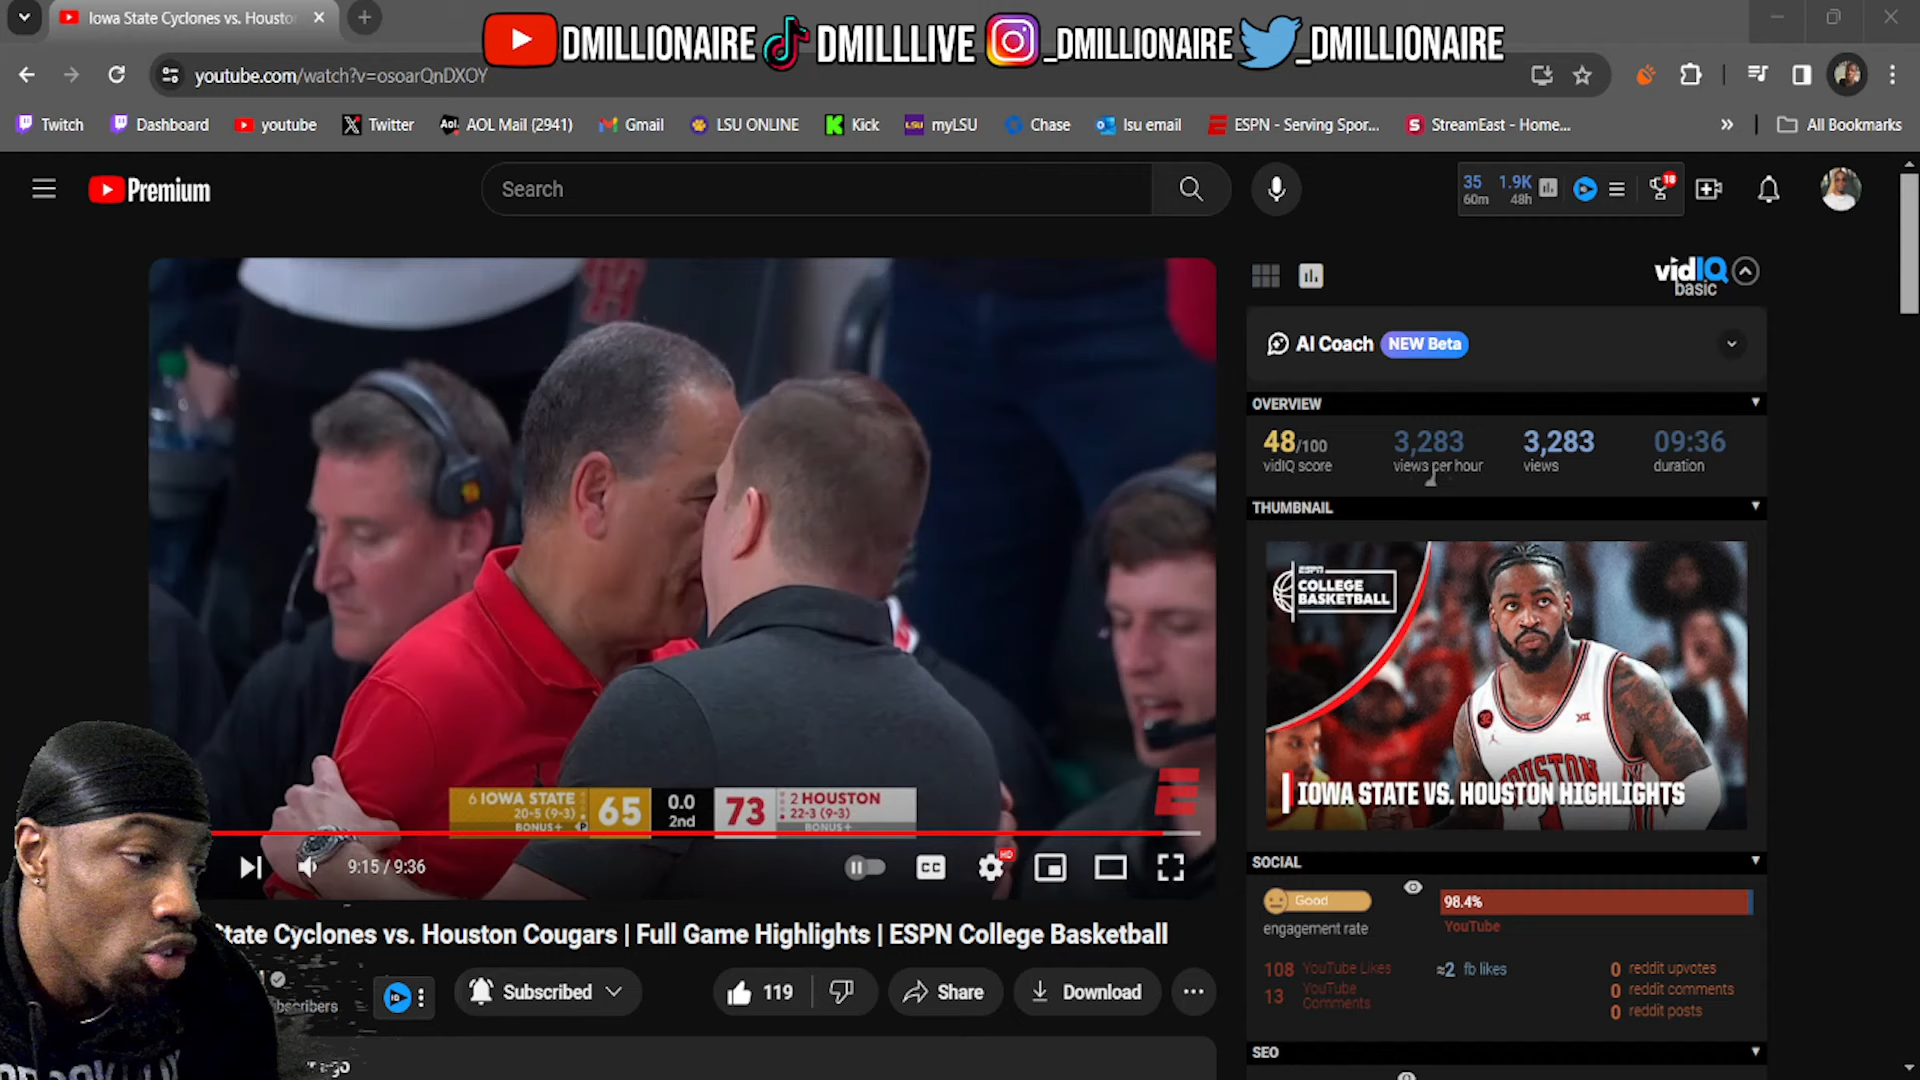 Iowa State Cyclones vs. Housto
DMILLIONAIRE DMILLLIVE _DMILLIONAIRE _DMILLIONAIRE
youtube.com/watch?v=osoarQnDXOY
Twitch Dashboard youtube Twitter Aol. AOL Mail (2941) Gmail LSU ONLINE Kick LSU myLSU Chase lsu email ESPN - Serving Spor... StreamEast - Home... » All Bookmarks
Premium
Search
35 60m 1.9K 48h 18
vidIQ
basic
AI Coach NEW Beta
OVERVIEW
48/100 3,283 3,283 09:36
vidIQ score views per hour views duration
THUMBNAIL
COLLEGE
BASKETBALL
HOUSTON
IOWA STATE VS. HOUSTON HIGHLIGHTS
6 IOWA STATE 65 0.0 73 2 HOUSTON
20-5 (9-3) 2nd 22-3 (9-3)
BONUS+ BONUS+
9:15 / 9:36 CC HD
SOCIAL
Good 98.4%
engagement rate YouTube
108 YouTube Likes ≈2 fb likes 0 reddit upvotes
13 YouTube Comments 0 reddit comments
0 reddit posts
State Cyclones vs. Houston Cougars | Full Game Highlights | ESPN College Basketball
Subscribed 119 Share Download ...
SEO